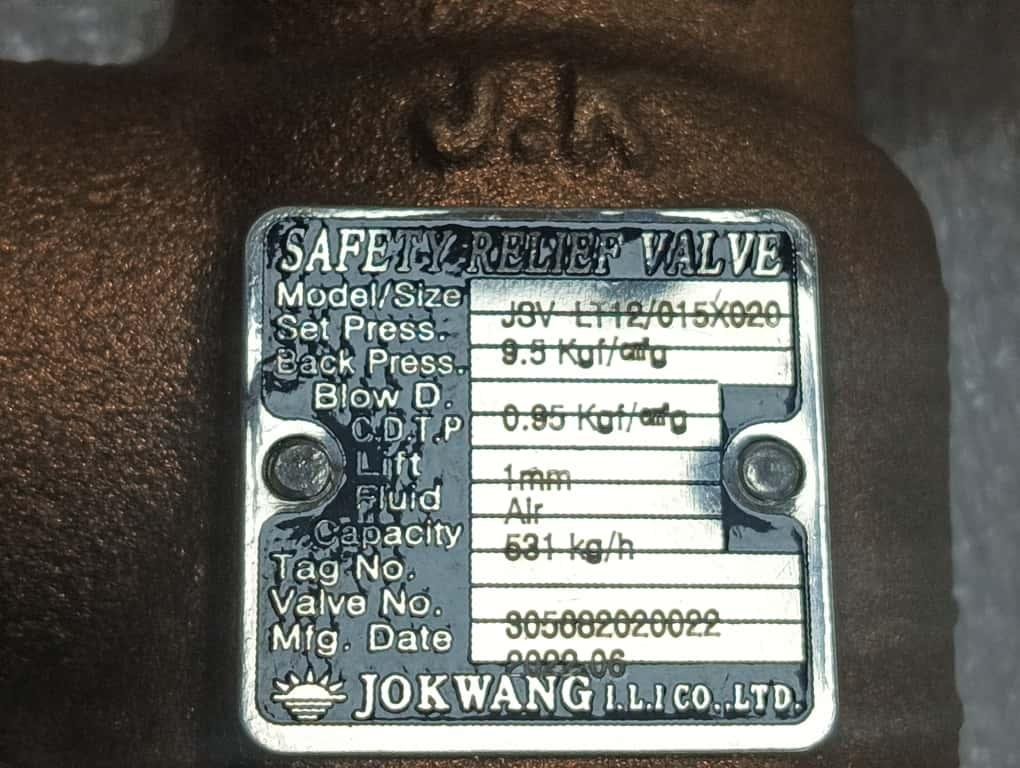 J.K
SAFETY RELIEF VALVE
Model/Size JSV-LT12/015X020
Set Press. 9.5 Kgf/㎠g
Back Press.
Blow D. 0.95 Kgf/㎠g
C.D.T.P
Lift 1mm
Fluid Air
Capacity 531 kg/h
Tag No.
Valve No. 305082020022
Mfg. Date 2022-06
JOKWANG I.L.I CO.,LTD.